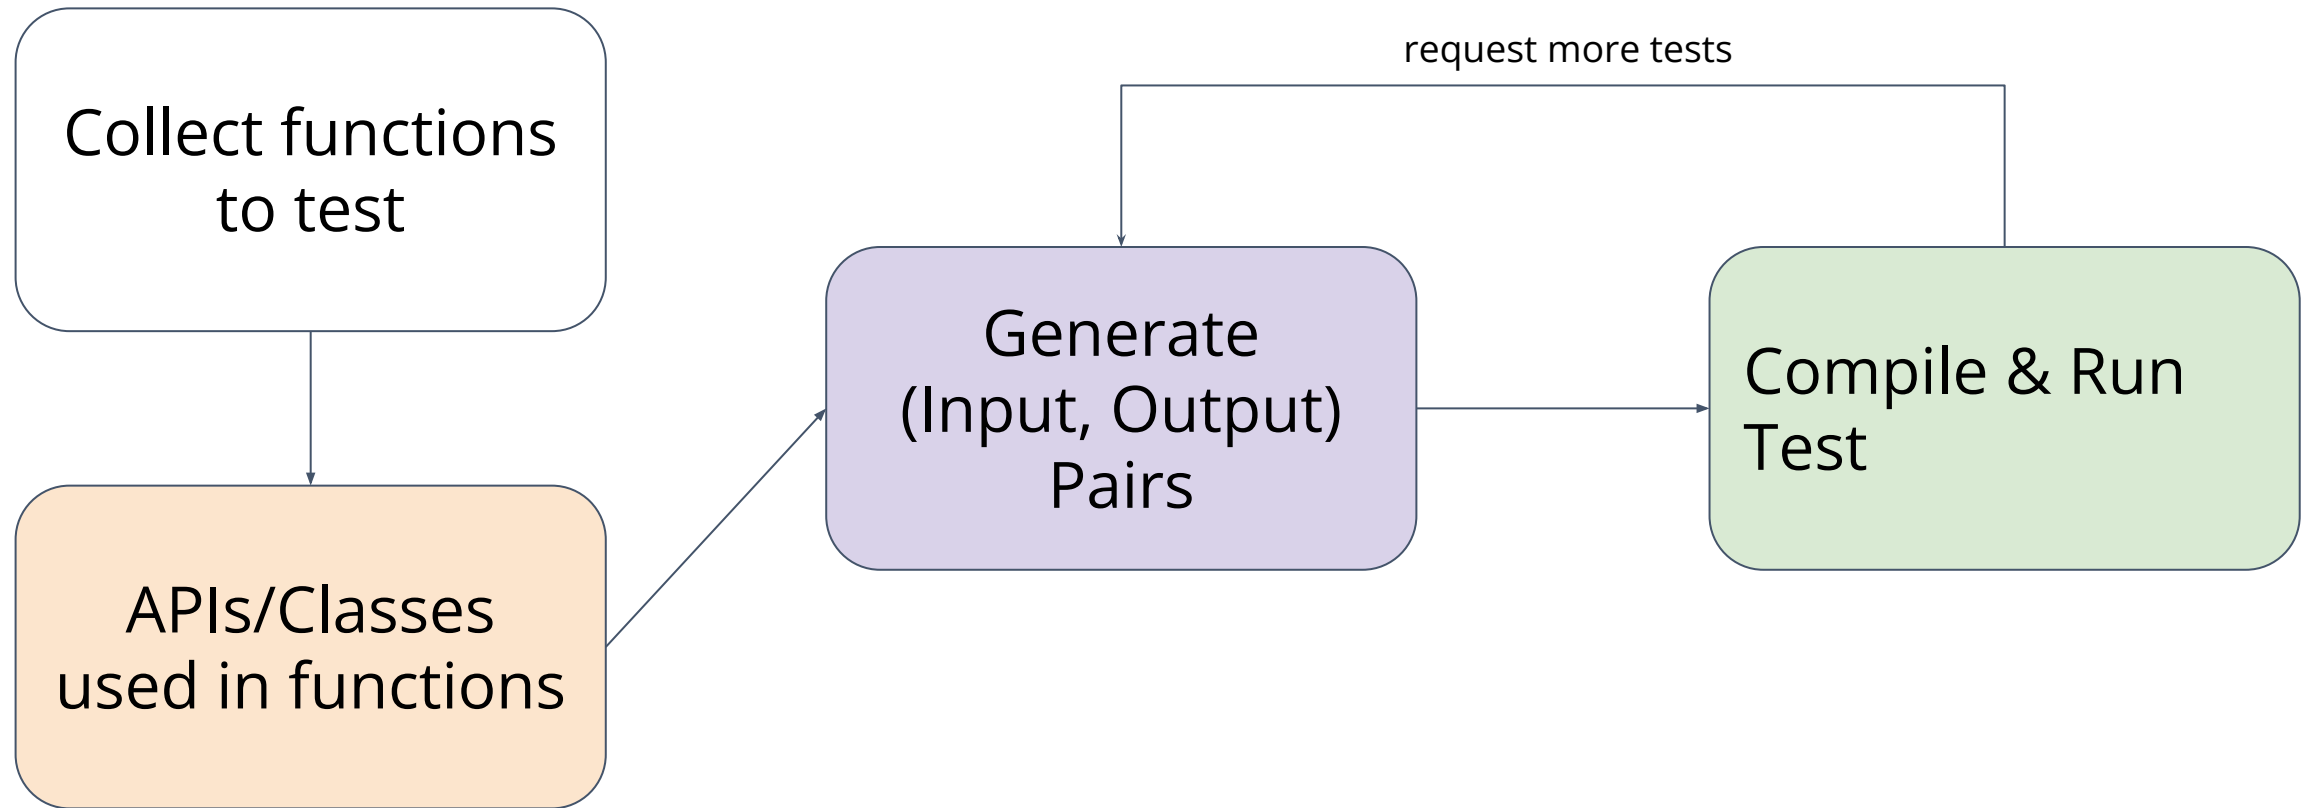 Collect functions
to test
APIs/Classes
used in functions
request more tests
Generate
(Input, Output)
Pairs
Compile & Run
Test